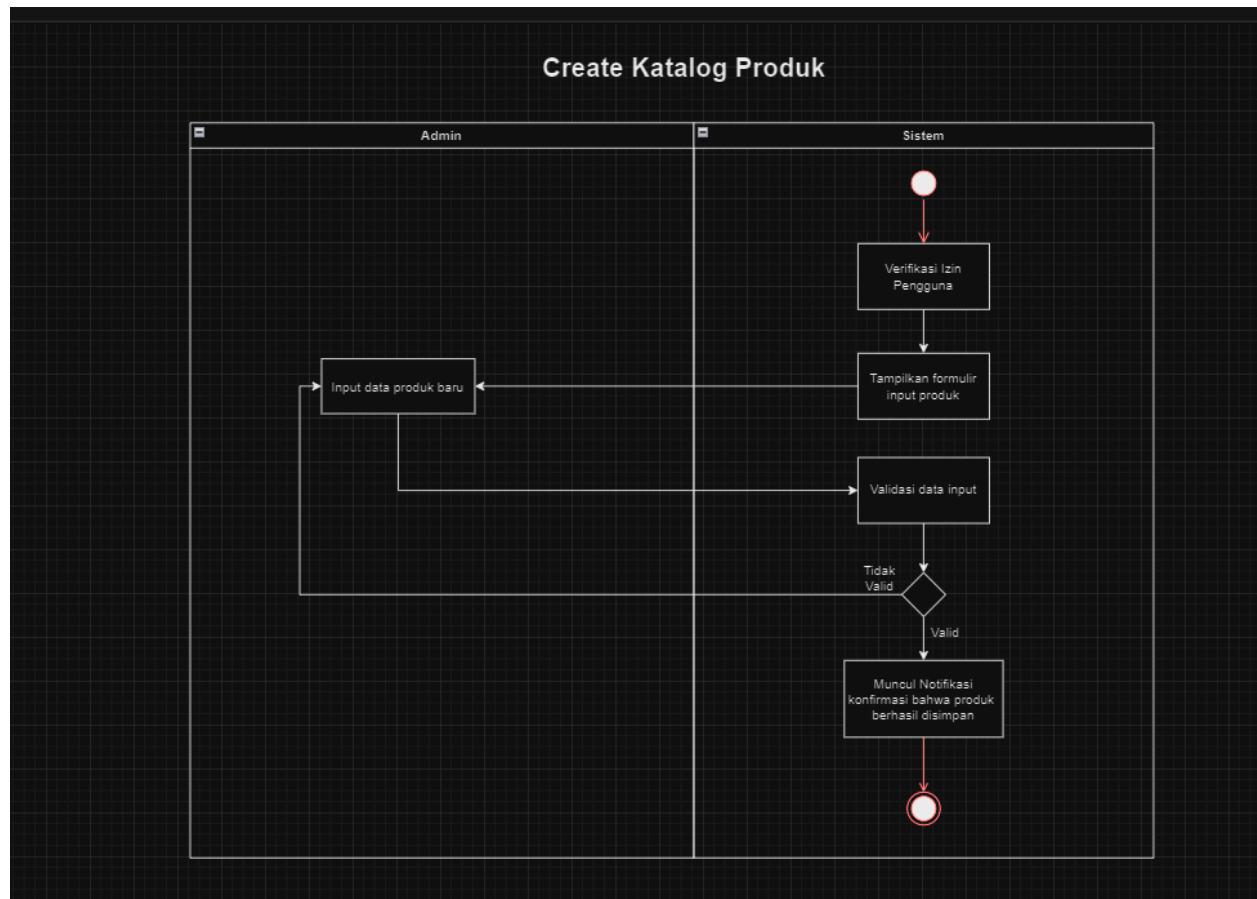 Create Katalog Produk
Admin
Sistem
Verifikasi Izin
Pengguna
Tampilkan formulir
input produk
Input data produk baru
Validasi data input
Tidak
Valid
Valid
Muncul Notifikasi
konfirmasi bahwa produk
berhasil disimpan